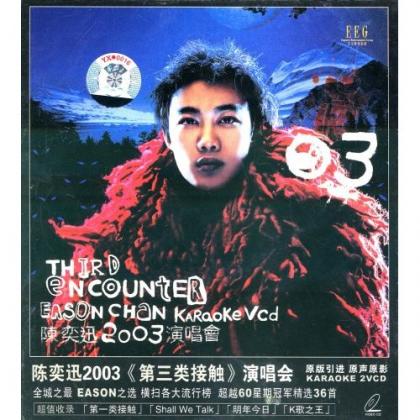 YX●0016
EEG
03
THIRD
ENCOUNTER
EASON CHAN KARAOKE VCD
陳奕迅2003演唱會
陈奕迅2003《第三类接触》演唱会
原版引进 原声原影
KARAOKE 2VCD
全城之最 EASON之选 横扫各大流行榜 超越60星期冠军精选36首
超值收录「第一类接触」「Shall We Talk」「明年今日」「K歌之王」